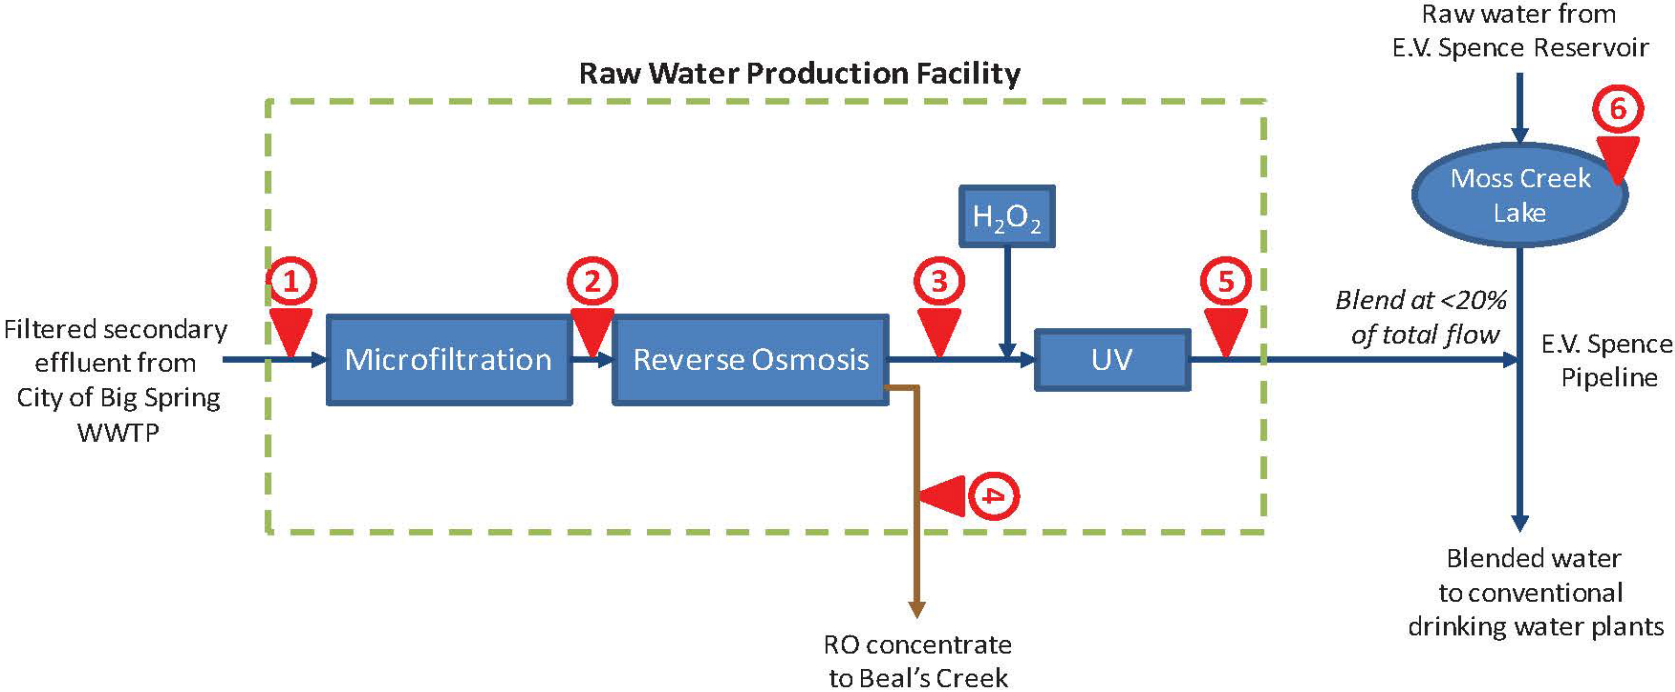 Raw water from
E.V. Spence Reservoir
Raw Water Production Facility
6
Moss Creek
Lake
H₂O₂
1
2
3
5
Blend at <20%
of total flow
Filtered secondary
effluent from
City of Big Spring
WWTP
Microfiltration
Reverse Osmosis
UV
E.V. Spence
Pipeline
4
Blended water
to conventional
drinking water plants
RO concentrate
to Beal’s Creek